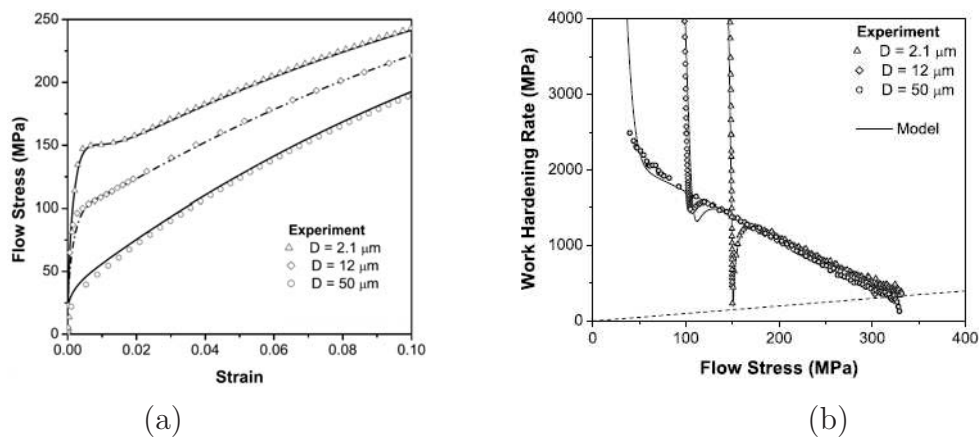 Flow Stress (MPa)
250
200
150
100
50
0
0.00
0.02
0.04
0.06
0.08
0.10
Strain
Experiment
D = 2.1 μm
D = 12 μm
D = 50 μm
(a)
Work Hardening Rate (MPa)
4000
3000
2000
1000
0
0
100
200
300
400
Flow Stress (MPa)
Experiment
D = 2.1 μm
D = 12 μm
D = 50 μm
Model
(b)